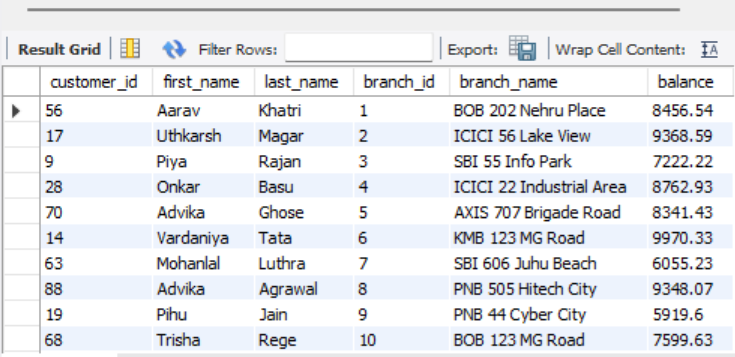 Result Grid Filter Rows: Export: Wrap Cell Content: IA
customer_id first_name last_name branch_id branch_name balance
56 Aarav Khatri 1 BOB 202 Nehru Place 8456.54
17 Uthkarsh Magar 2 ICICI 56 Lake View 9368.59
9 Piya Rajan 3 SBI 55 Info Park 7222.22
28 Onkar Basu 4 ICICI 22 Industrial Area 8762.93
70 Advika Ghose 5 AXIS 707 Brigade Road 8341.43
14 Vardaniya Tata 6 KMB 123 MG Road 9970.33
63 Mohanlal Luthra 7 SBI 606 Juhu Beach 6055.23
88 Advika Agrawal 8 PNB 505 Hitech City 9348.07
19 Pihu Jain 9 PNB 44 Cyber City 5919.6
68 Trisha Rege 10 BOB 123 MG Road 7599.63